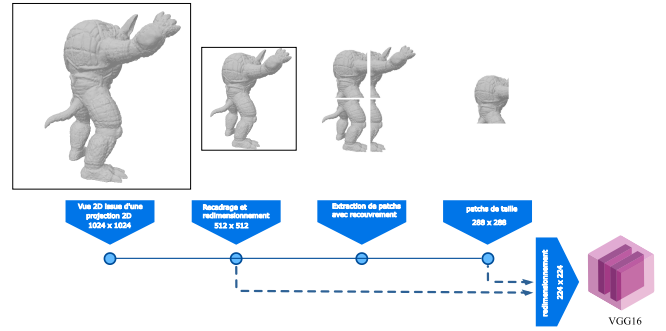 Vue 2D issue d'une
projection 2D
1024 x 1024
Recadrage et
redimensionnement
512 x 512
Extraction de patchs
avec recouvrement
patchs de taille
288 x 288
redimensionnement
224 x 224
VGG16